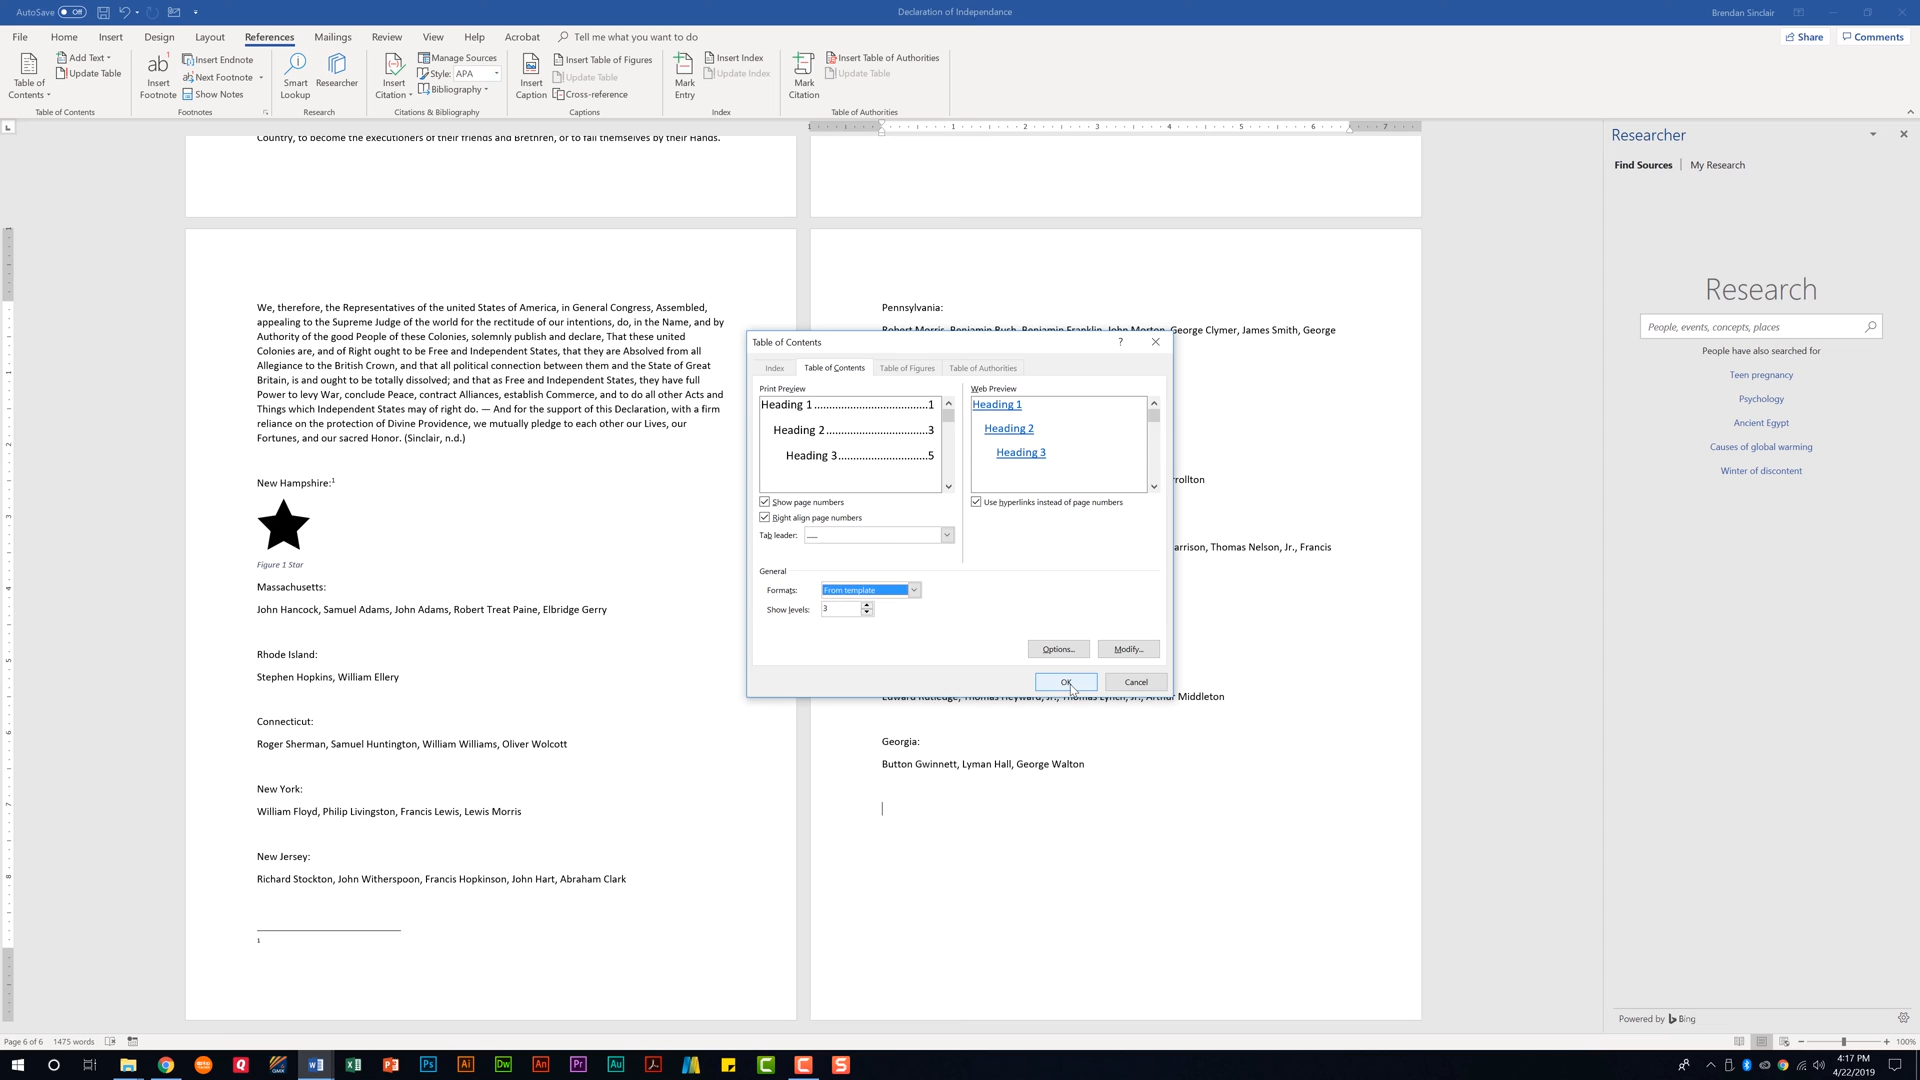 AutoSave Off
Declaration of Independance
Brendan Sinclair
File Home Insert Design Layout References Mailings Review View Help Acrobat Tell me what you want to do
Share Comments
Table of Contents
Add Text
Update Table
Table of Contents
Insert Footnote
Insert Endnote
Next Footnote
Show Notes
Footnotes
Smart Lookup
Researcher
Research
Insert Citation
Manage Sources
Style: APA
Bibliography
Citations & Bibliography
Insert Caption
Insert Table of Figures
Update Table
Cross-reference
Captions
Mark Entry
Insert Index
Update Index
Index
Mark Citation
Insert Table of Authorities
Update Table
Table of Authorities
Country, to become the executioners of their friends and Brethren, or to fall themselves by their Hands.
We, therefore, the Representatives of the united States of America, in General Congress, Assembled,
appealing to the Supreme Judge of the world for the rectitude of our intentions, do, in the Name, and by
Authority of the good People of these Colonies, solemnly publish and declare, That these united
Colonies are, and of Right ought to be Free and Independent States, that they are Absolved from all
Allegiance to the British Crown, and that all political connection between them and the State of Great
Britain, is and ought to be totally dissolved; and that as Free and Independent States, they have full
Power to levy War, conclude Peace, contract Alliances, establish Commerce, and to do all other Acts and
Things which Independent States may of right do. — And for the support of this Declaration, with a firm
reliance on the protection of Divine Providence, we mutually pledge to each other our Lives, our
Fortunes, and our sacred Honor. (Sinclair, n.d.)
New Hampshire:1
Figure 1 Star
Massachusetts:
John Hancock, Samuel Adams, John Adams, Robert Treat Paine, Elbridge Gerry
Rhode Island:
Stephen Hopkins, William Ellery
Connecticut:
Roger Sherman, Samuel Huntington, William Williams, Oliver Wolcott
New York:
William Floyd, Philip Livingston, Francis Lewis, Lewis Morris
New Jersey:
Richard Stockton, John Witherspoon, Francis Hopkinson, John Hart, Abraham Clark
1
Pennsylvania:
Robert Morris, Benjamin Rush, Benjamin Franklin, John Morton, George Clymer, James Smith, George
rollton
arrison, Thomas Nelson, Jr., Francis
Edward Rutledge, Thomas Heyward, Jr., Thomas Lynch, Jr., Arthur Middleton
Georgia:
Button Gwinnett, Lyman Hall, George Walton
Table of Contents ?
Index Table of Contents Table of Figures Table of Authorities
Print Preview
Heading 1....................................1
Heading 2................................3
Heading 3............................5
Show page numbers
Right align page numbers
Tab leader: ___
Web Preview
Heading 1
Heading 2
Heading 3
Use hyperlinks instead of page numbers
General
Formats: From template
Show levels: 3
Options... Modify...
OK Cancel
Researcher
Find Sources | My Research
Research
People, events, concepts, places
People have also searched for
Teen pregnancy
Psychology
Ancient Egypt
Causes of global warming
Winter of discontent
Powered by Bing
Page 6 of 6 1475 words
100%
4:17 PM
4/22/2019